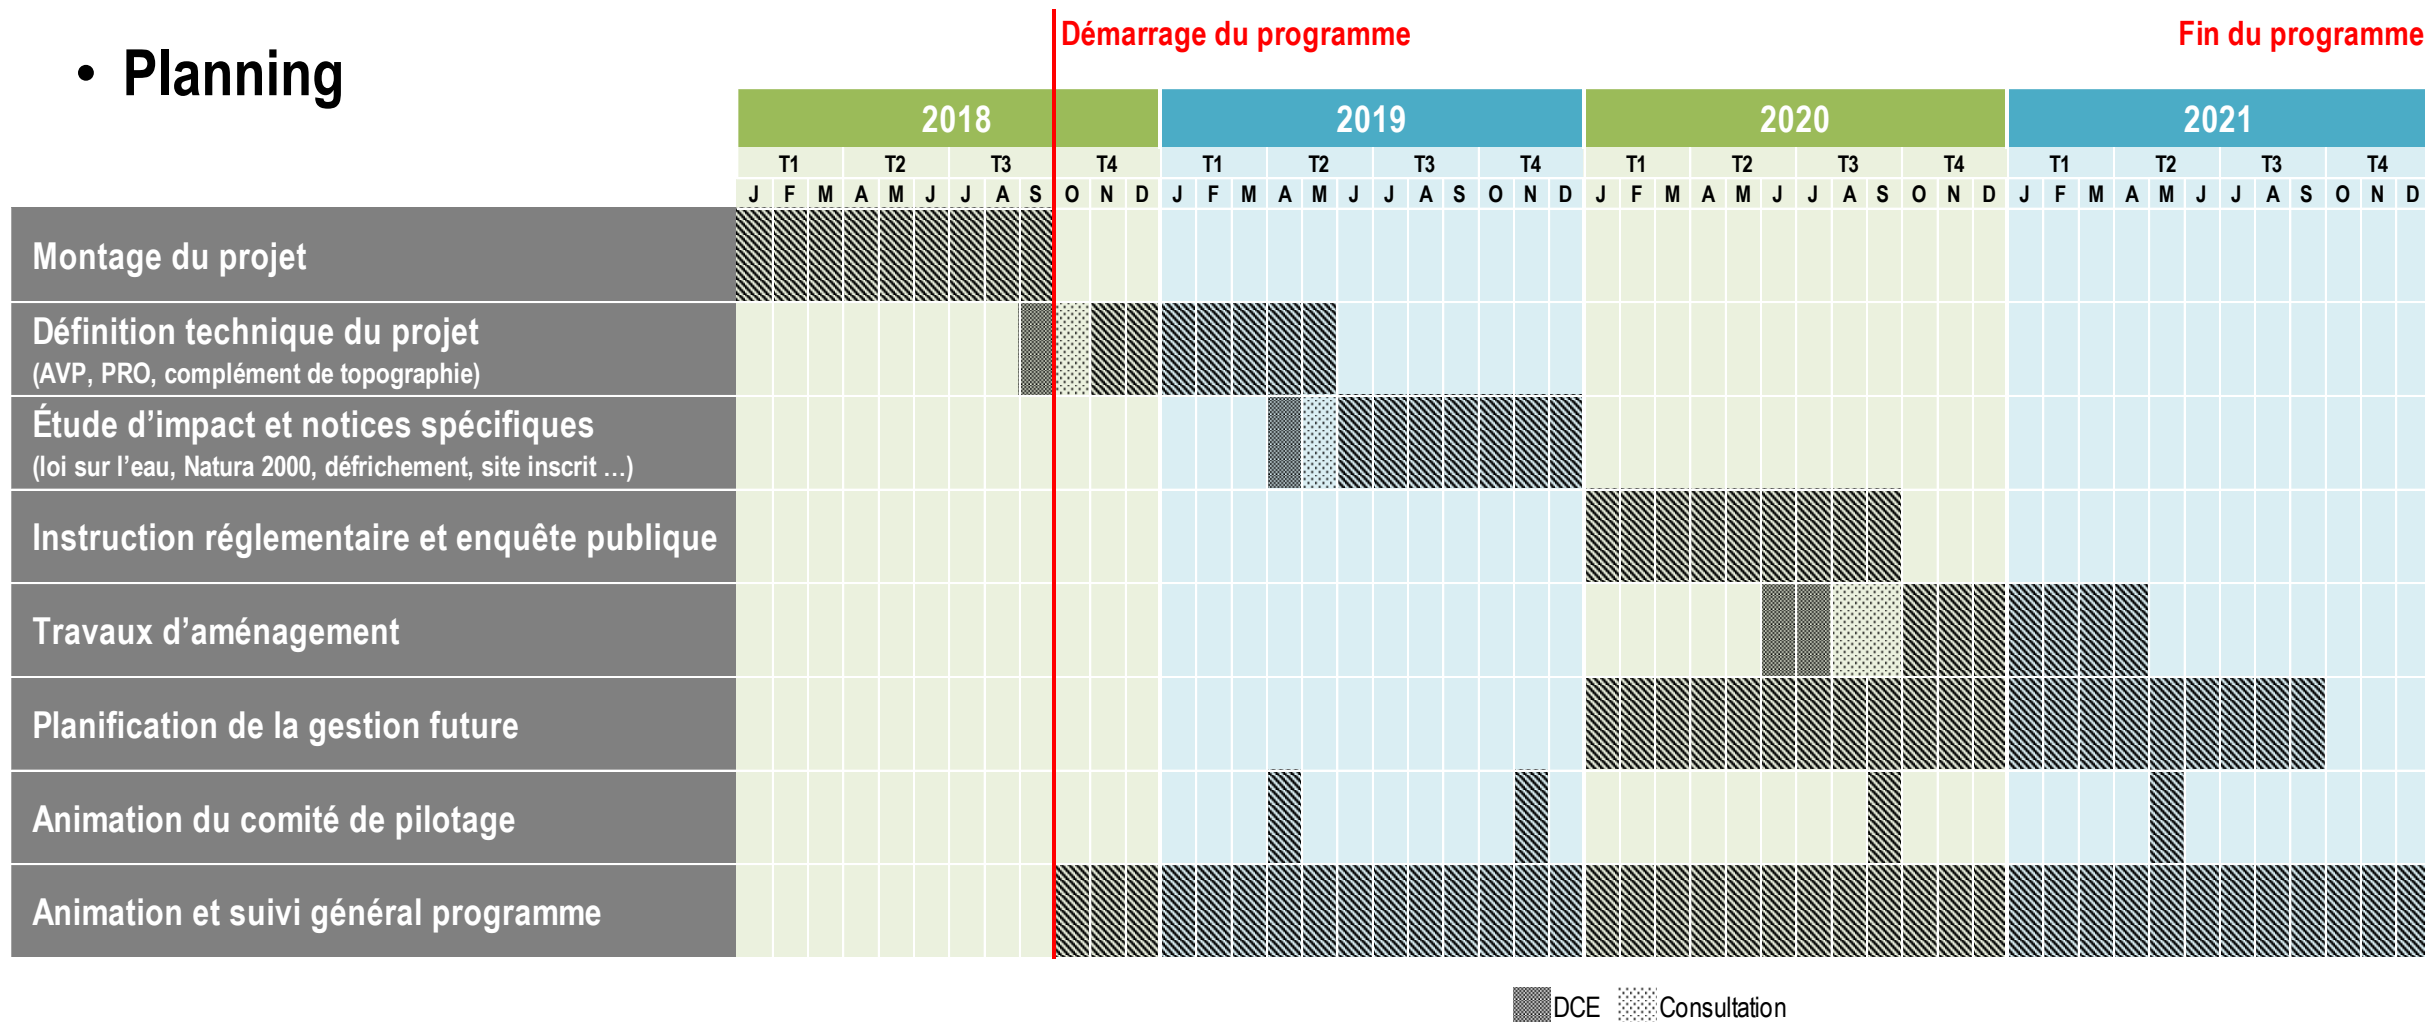 Démarrage du programme
Fin du programme
• Planning
2018 2019 2020 2021
T1 T2 T3 T4 T1 T2 T3 T4 T1 T2 T3 T4 T1 T2 T3 T4
J F M A M J J A S O N D J F M A M J J A S O N D J F M A M J J A S O N D J F M A M J J A S O N D
Montage du projet
Définition technique du projet
(AVP, PRO, complément de topographie)
Étude d’impact et notices spécifiques
(loi sur l’eau, Natura 2000, défrichement, site inscrit …)
Instruction réglementaire et enquête publique
Travaux d’aménagement
Planification de la gestion future
Animation du comité de pilotage
Animation et suivi général programme
DCE Consultation